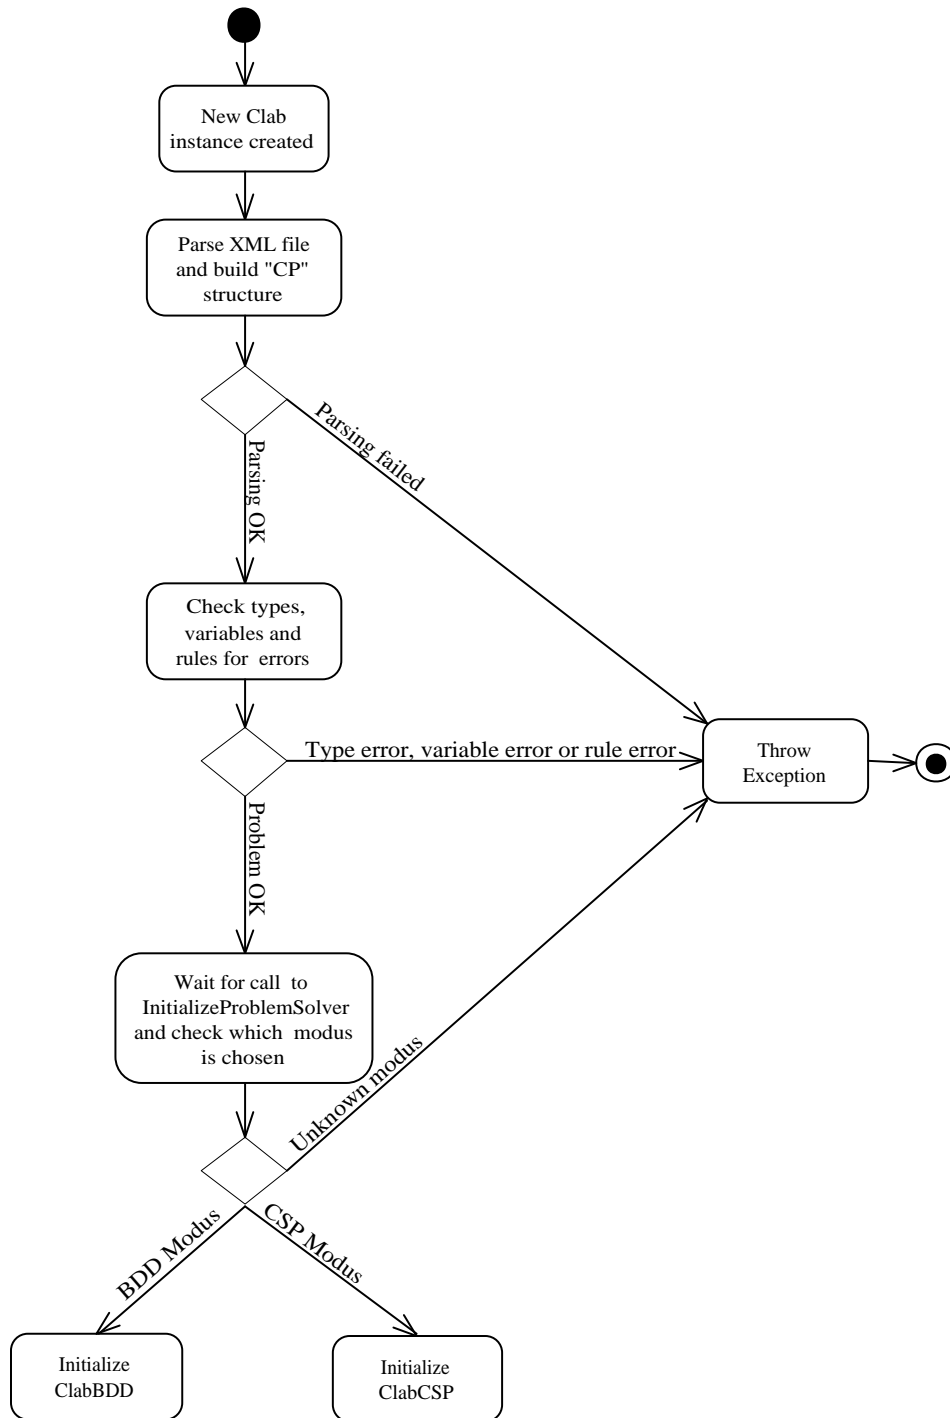 New Clab
instance created
Parse XML file
and build "CP"
structure
Parsing failed
Parsing OK
Check types,
variables and
rules for errors
Type error, variable error or rule error
Throw
Exception
Problem OK
Wait for call to
InitializeProblemSolver
and check which modus
is chosen
Unknown modus
BDD Modus
CSP Modus
Initialize
ClabBDD
Initialize
ClabCSP